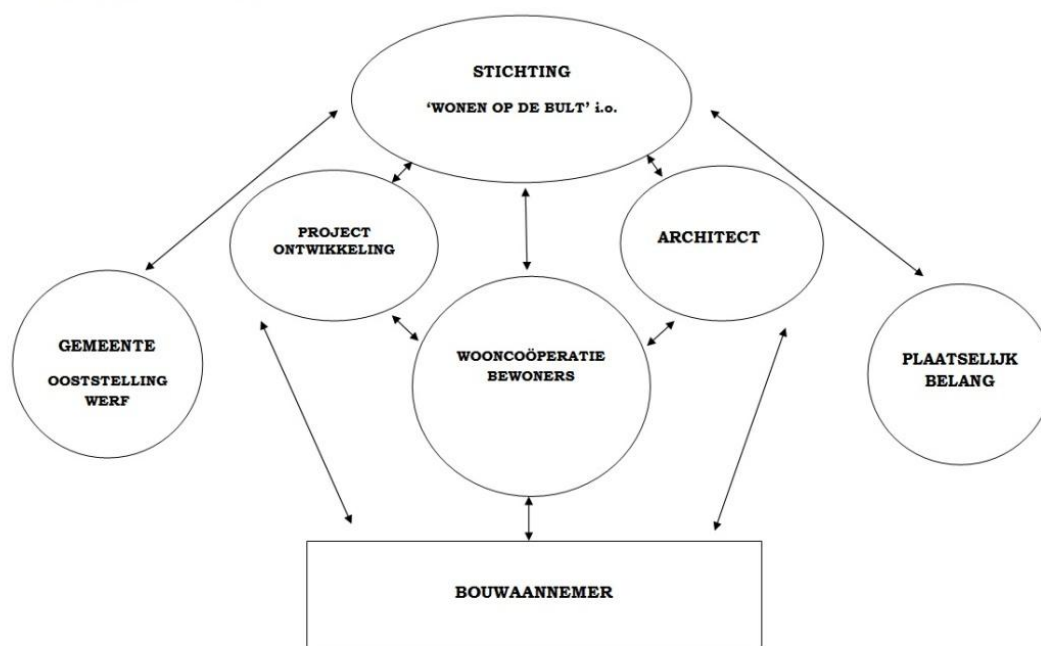 STICHTING
‘WONEN OP DE BULT’ i.o.
PROJECT
ONTWIKKELING
ARCHITECT
GEMEENTE
OOSTSTELLING
WERF
WOONCOÖPERATIE
BEWONERS
PLAATSELIJK
BELANG
BOUWAANNEMER